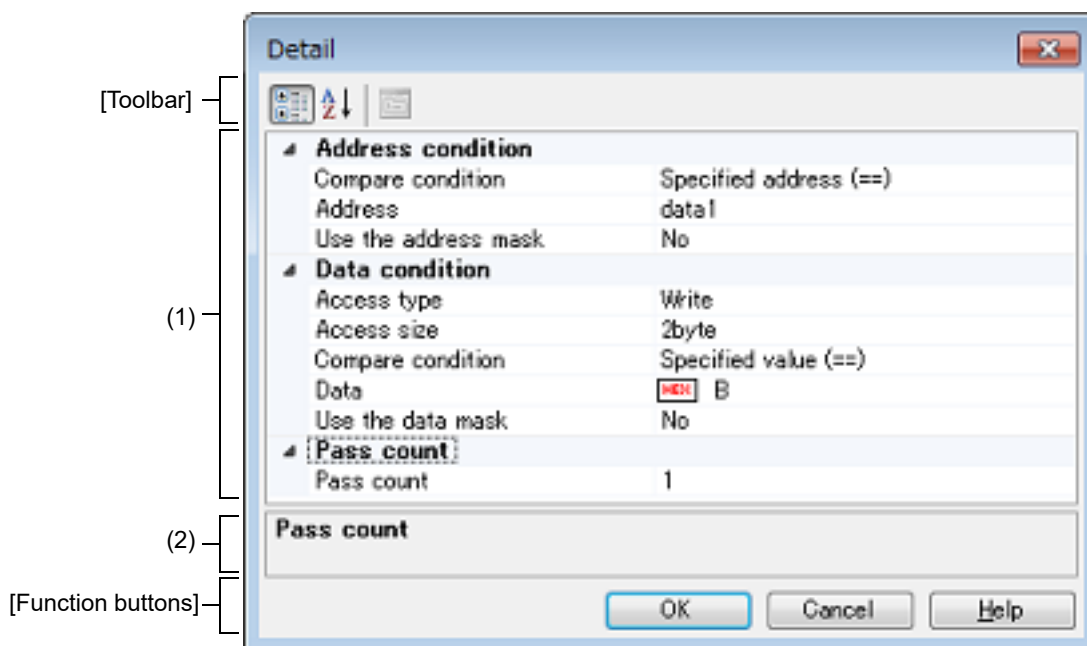 Detail
[Toolbar]
A
Z
Address condition
Compare condition Specified address (==)
Address data1
Use the address mask No
Data condition
Access type Write
(1)
Access size 2byte
Compare condition Specified value (==)
Data HEX B
Use the data mask No
Pass count
Pass count 1
Pass count
(2)
[Function buttons]
OK Cancel Help